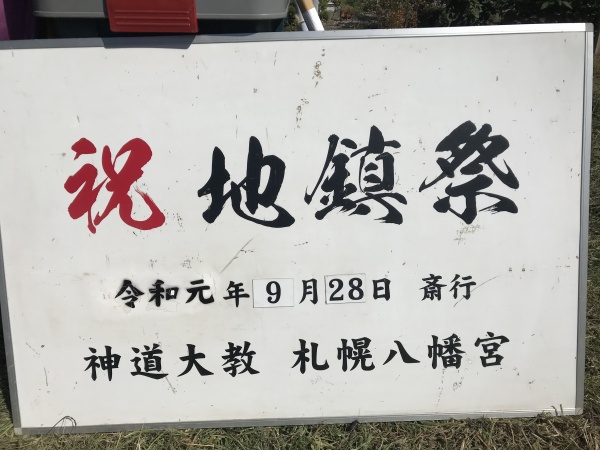 祝 地鎮祭
令和元年 9 月 28 日 斎行
神道大教 札幌八幡宮